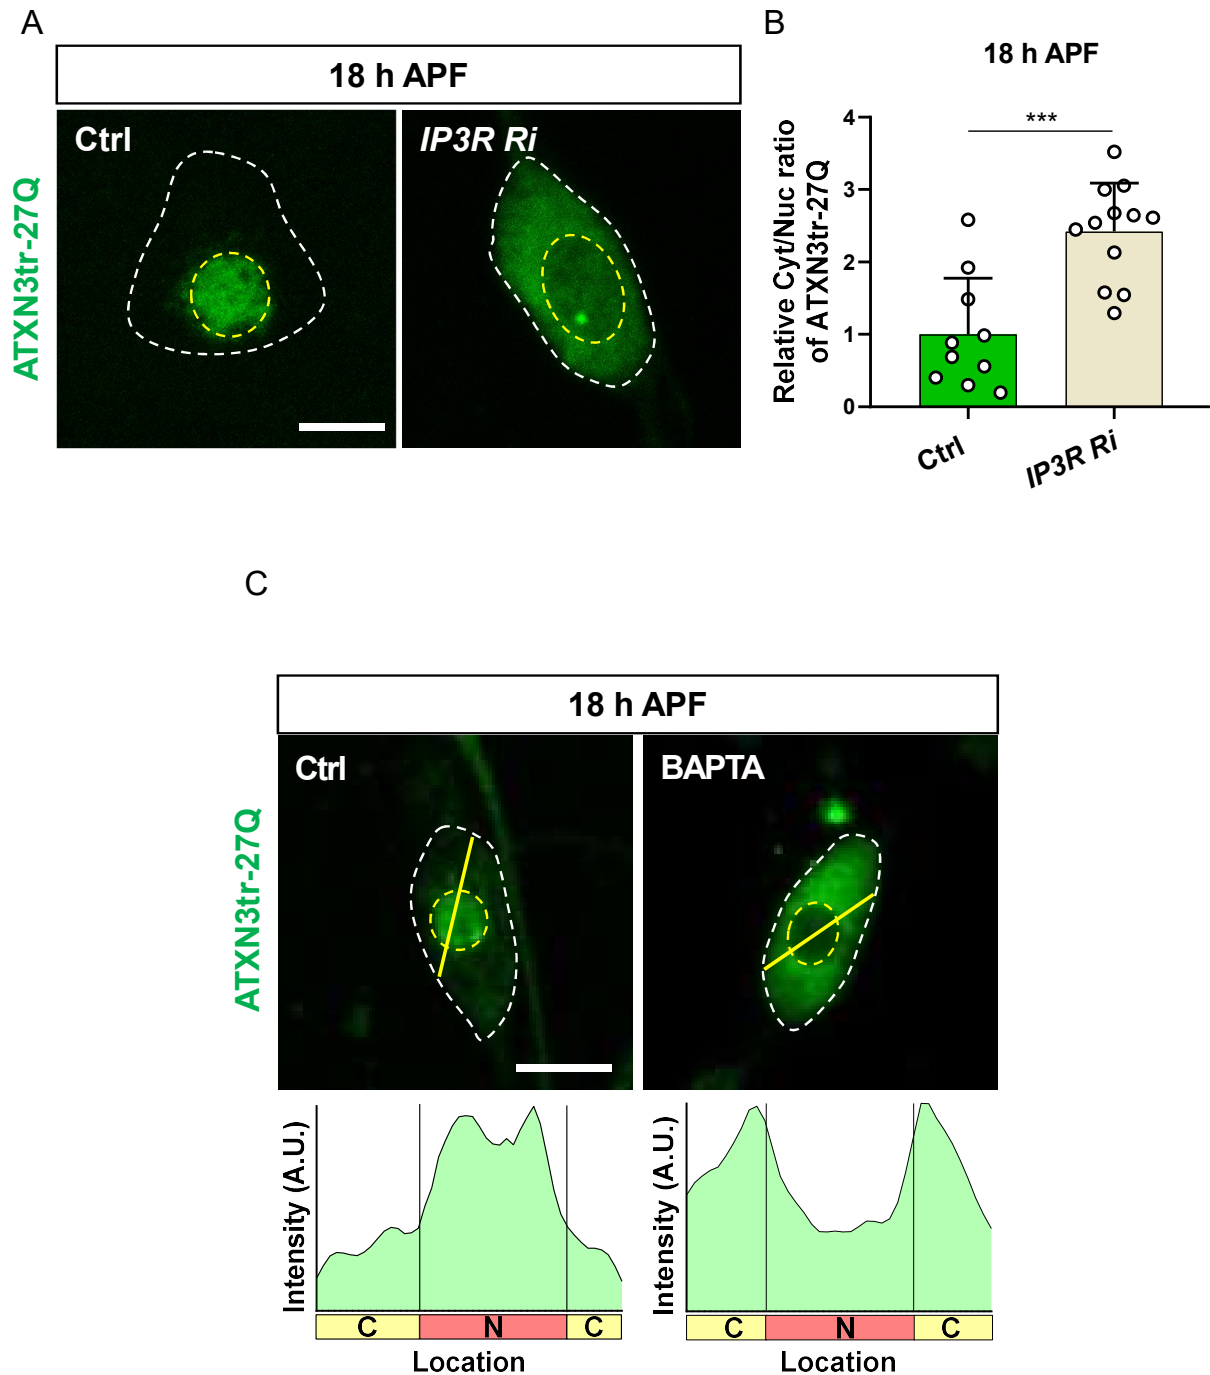 A
18 h APF
Ctrl
IP3R Ri
ATXN3tr-27Q
B
18 h APF
Relative Cyt/Nuc ratio
of ATXN3tr-27Q
4
3
2
1
0
***
Ctrl
IP3R Ri
C
18 h APF
Ctrl
BAPTA
ATXN3tr-27Q
Intensity (A.U.)
C N C
Location
Intensity (A.U.)
C N C
Location